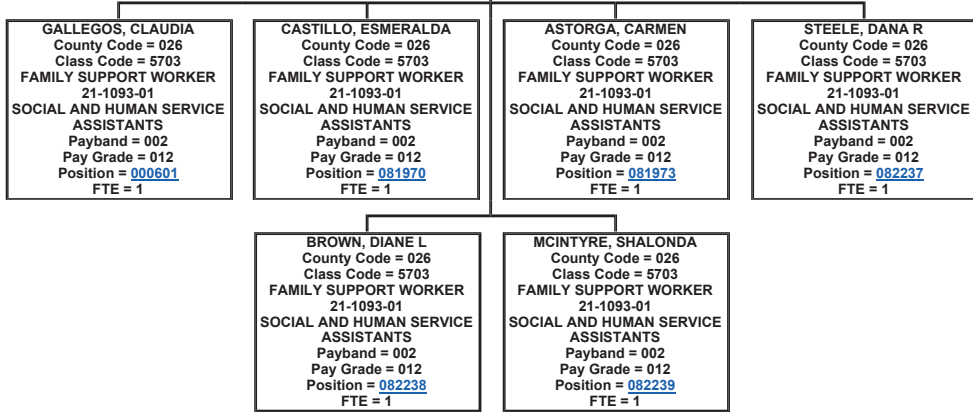 GALLEGOS, CLAUDIA
County Code = 026
Class Code = 5703
FAMILY SUPPORT WORKER
21-1093-01
SOCIAL AND HUMAN SERVICE
ASSISTANTS
Payband = 002
Pay Grade = 012
Position = 000601
FTE = 1
CASTILLO, ESMERALDA
County Code = 026
Class Code = 5703
FAMILY SUPPORT WORKER
21-1093-01
SOCIAL AND HUMAN SERVICE
ASSISTANTS
Payband = 002
Pay Grade = 012
Position = 081970
FTE = 1
ASTORGA, CARMEN
County Code = 026
Class Code = 5703
FAMILY SUPPORT WORKER
21-1093-01
SOCIAL AND HUMAN SERVICE
ASSISTANTS
Payband = 002
Pay Grade = 012
Position = 081973
FTE = 1
STEELE, DANA R
County Code = 026
Class Code = 5703
FAMILY SUPPORT WORKER
21-1093-01
SOCIAL AND HUMAN SERVICE
ASSISTANTS
Payband = 002
Pay Grade = 012
Position = 082237
FTE = 1
BROWN, DIANE L
County Code = 026
Class Code = 5703
FAMILY SUPPORT WORKER
21-1093-01
SOCIAL AND HUMAN SERVICE
ASSISTANTS
Payband = 002
Pay Grade = 012
Position = 082238
FTE = 1
MCINTYRE, SHALONDA
County Code = 026
Class Code = 5703
FAMILY SUPPORT WORKER
21-1093-01
SOCIAL AND HUMAN SERVICE
ASSISTANTS
Payband = 002
Pay Grade = 012
Position = 082239
FTE = 1